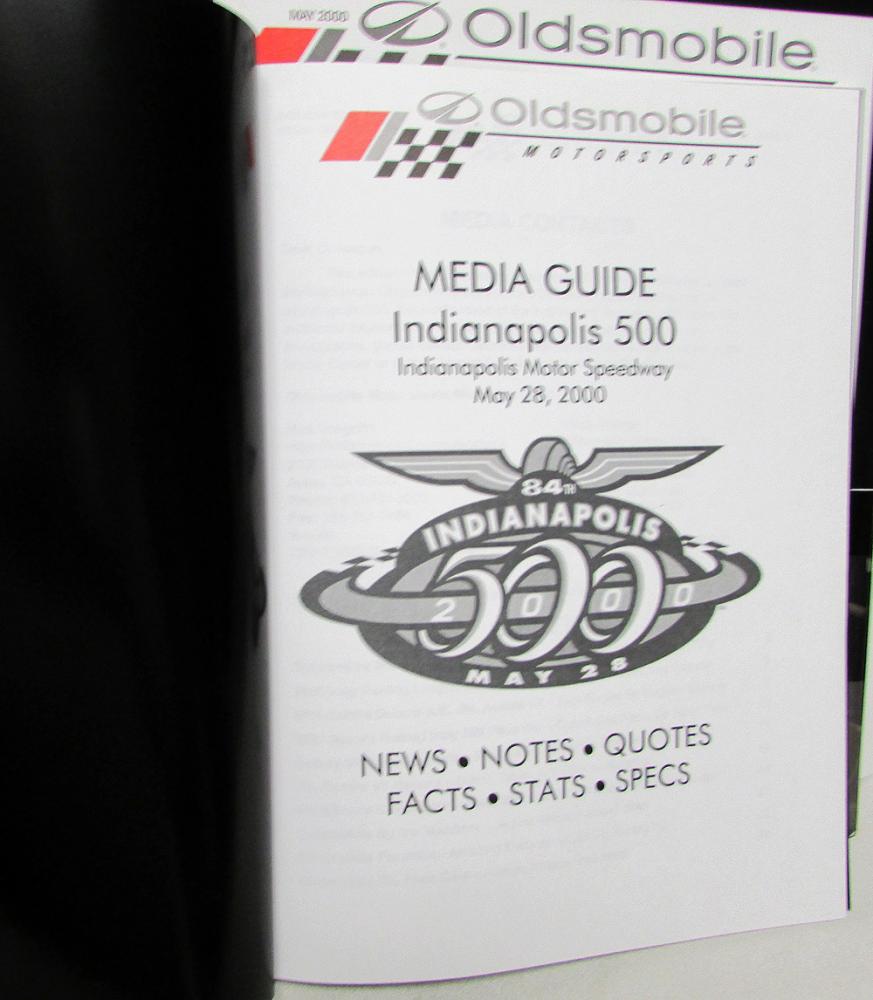 MAY 2000
Oldsmobile
Oldsmobile
MOTORSPORTS
MEDIA GUIDE
Indianapolis 500
Indianapolis Motor Speedway
May 28, 2000
84TH
INDIANAPOLIS
500
2000
MAY 28
NEWS • NOTES • QUOTES
FACTS • STATS • SPECS